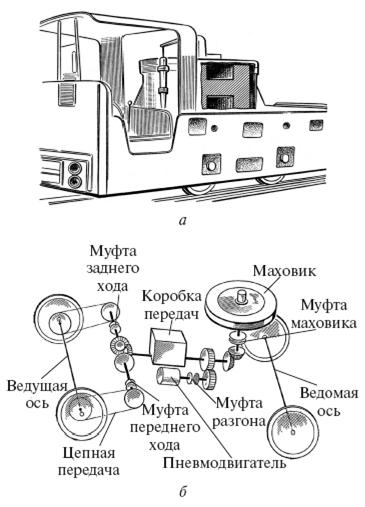 а
Муфта
заднего
хода
Маховик
Коробка
передач
Муфта
маховика
Ведущая
ось
Ведомая
ось
Муфта
разгона
Муфта
переднего
хода
Цепная
передача
Пневмодвигатель
б